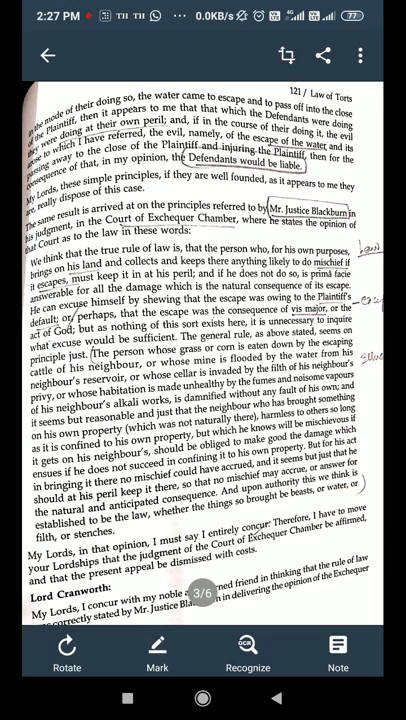 2:27 PM TH TH ... 0.0KB/s 4G 77
121 / Law of Torts
in the mode of their doing so, the water came to escape and to pass off into the close
of the Plaintiff, then it appears to me that that which the Defendants were doing
they were doing at their own peril; and, if in the course of their doing it, the evil
arose to which I have referred, the evil, namely, of the escape of the water and its
passing away to the close of the Plaintiff and injuring the Plaintiff, then for the
consequence of that, in my opinion, the Defendants would be liable.
My Lords, these simple principles, if they are well founded, as it appears to me they
are, really dispose of this case.
The same result is arrived at on the principles referred to by Mr. Justice Blackburn in
his judgment, in the Court of Exchequer Chamber, where he states the opinion of
that Court as to the law in these words:
We think that the true rule of law is, that the person who, for his own purposes,
Law
brings on his land and collects and keeps there anything likely to do mischief if
it escapes, must keep it in at his peril; and if he does not do so, is primâ facie
answerable for all the damage which is the natural consequence of its escape.
He can excuse himself by shewing that the escape was owing to the Plaintiff's
default; or, perhaps, that the escape was the consequence of vis major, or the
act of God; but as nothing of this sort exists here, it is unnecessary to inquire
what excuse would be sufficient. The general rule, as above stated, seems on
principle just. The person whose grass or corn is eaten down by the escaping
cattle of his neighbour, or whose mine is flooded by the water from his
neighbour's reservoir, or whose cellar is invaded by the filth of his neighbour's
privy, or whose habitation is made unhealthy by the fumes and noisome vapours
of his neighbour's alkali works, is damnified without any fault of his own; and
it seems but reasonable and just that the neighbour who has brought something
on his own property (which was not naturally there), harmless to others so long
as it is confined to his own property, but which he knows will be mischievous if
it gets on his neighbour's, should be obliged to make good the damage which
ensues if he does not succeed in confining it to his own property. But for his act
in bringing it there no mischief could have accrued, and it seems but just that he
should at his peril keep it there, so that no mischief may accrue, or answer for
the natural and anticipated consequence. And upon authority this we think is
established to be the law, whether the things so brought be beasts, or water, or
filth, or stenches.
My Lords, in that opinion, I must say I entirely concur. Therefore, I have to move
your Lordships that the judgment of the Court of Exchequer Chamber be affirmed,
and that the present appeal be dismissed with costs.
Lord Cranworth:
My Lords, I concur with my noble and learned friend in thinking that the rule of law
was correctly stated by Mr. Justice Bla n in delivering the opinion of the Exchequer
3/6
Rotate
Mark
OCR
Recognize
Note